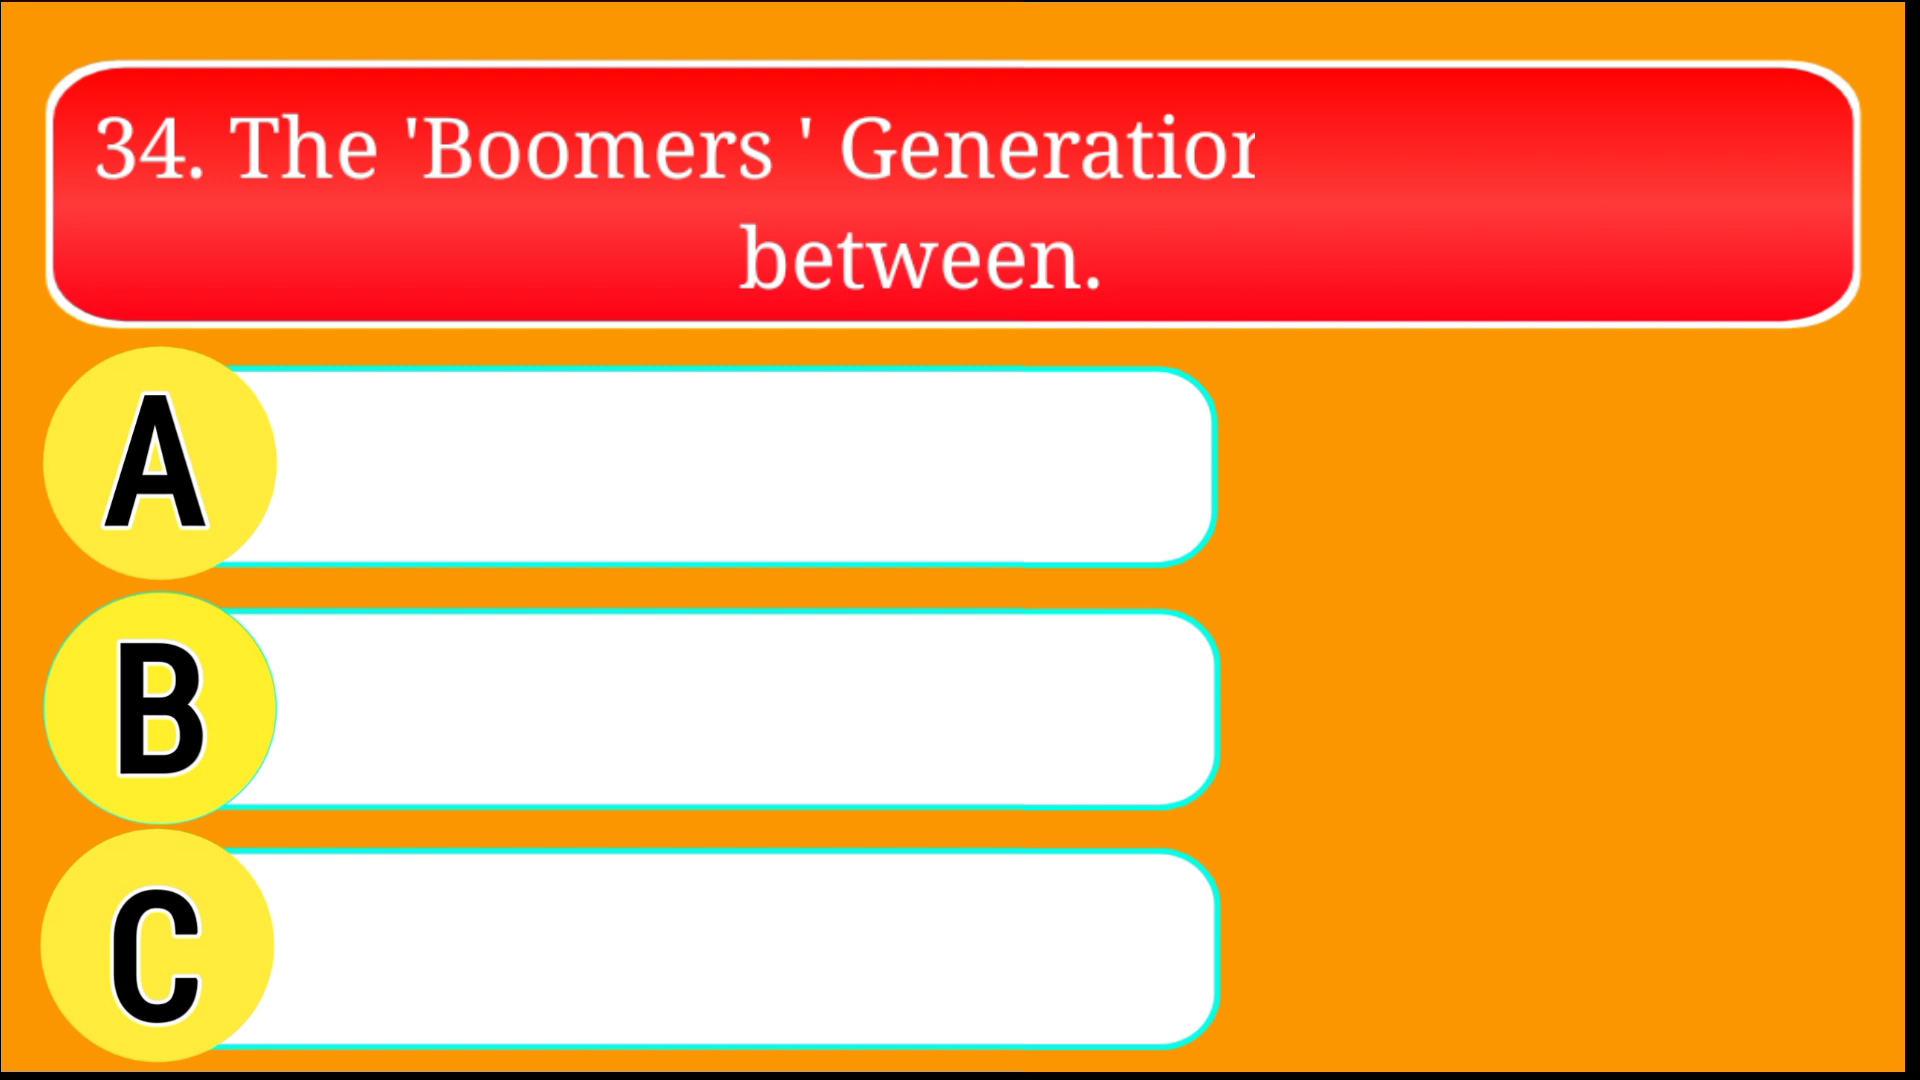 34. The 'Boomers ' Generation
between.
A
B
C